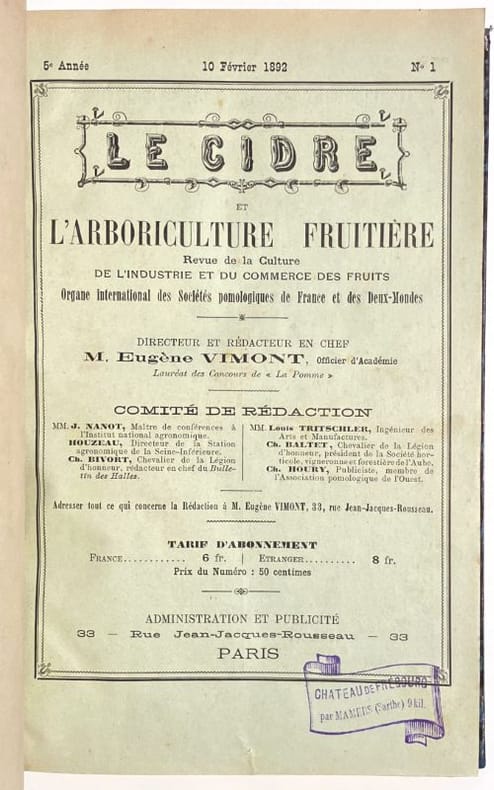 5e Année 10 Février 1892 No 1
LE CIDRE
ET
L'ARBORICULTURE FRUITIÈRE
Revue de la Culture
DE L'INDUSTRIE ET DU COMMERCE DES FRUITS
Organe international des Sociétés pomologiques de France et des Deux-Mondes
DIRECTEUR ET RÉDACTEUR EN CHEF
M. Eugène VIMONT, Officier d'Académie
Lauréat des Concours de « La Pomme »
COMITÉ DE RÉDACTION
MM. J. NANOT, Maître de conférences à
l'Institut national agronomique.
HOUZEAU, Directeur de la Station
agronomique de la Seine-Inférieure.
Ch. BIVORT, Chevalier de la Légion
d'honneur, rédacteur en chef du Bulle-
tin des Halles.
MM. Louis TRITSCHLER, Ingénieur des
Arts et Manufactures.
Ch. BALTET, Chevalier de la Légion
d'honneur, président de la Société hor-
ticole, vigneronne et forestière de l'Aube.
Ch. HOURY, Publiciste, membre de
l'Association pomologique de l'Ouest.
Adresser tout ce qui concerne la Rédaction à M. Eugène VIMONT, 33, rue Jean-Jacques-Rousseau.
TARIF D'ABONNEMENT
FRANCE........... 6 fr. | ETRANGER.......... 8 fr.
Prix du Numéro : 50 centimes
ADMINISTRATION ET PUBLICITÉ
33 — Rue Jean-Jacques-Rousseau — 33
PARIS
CHATEAU DE FRÉBOURG
par MAMERS (Sarthe) 9 kil.